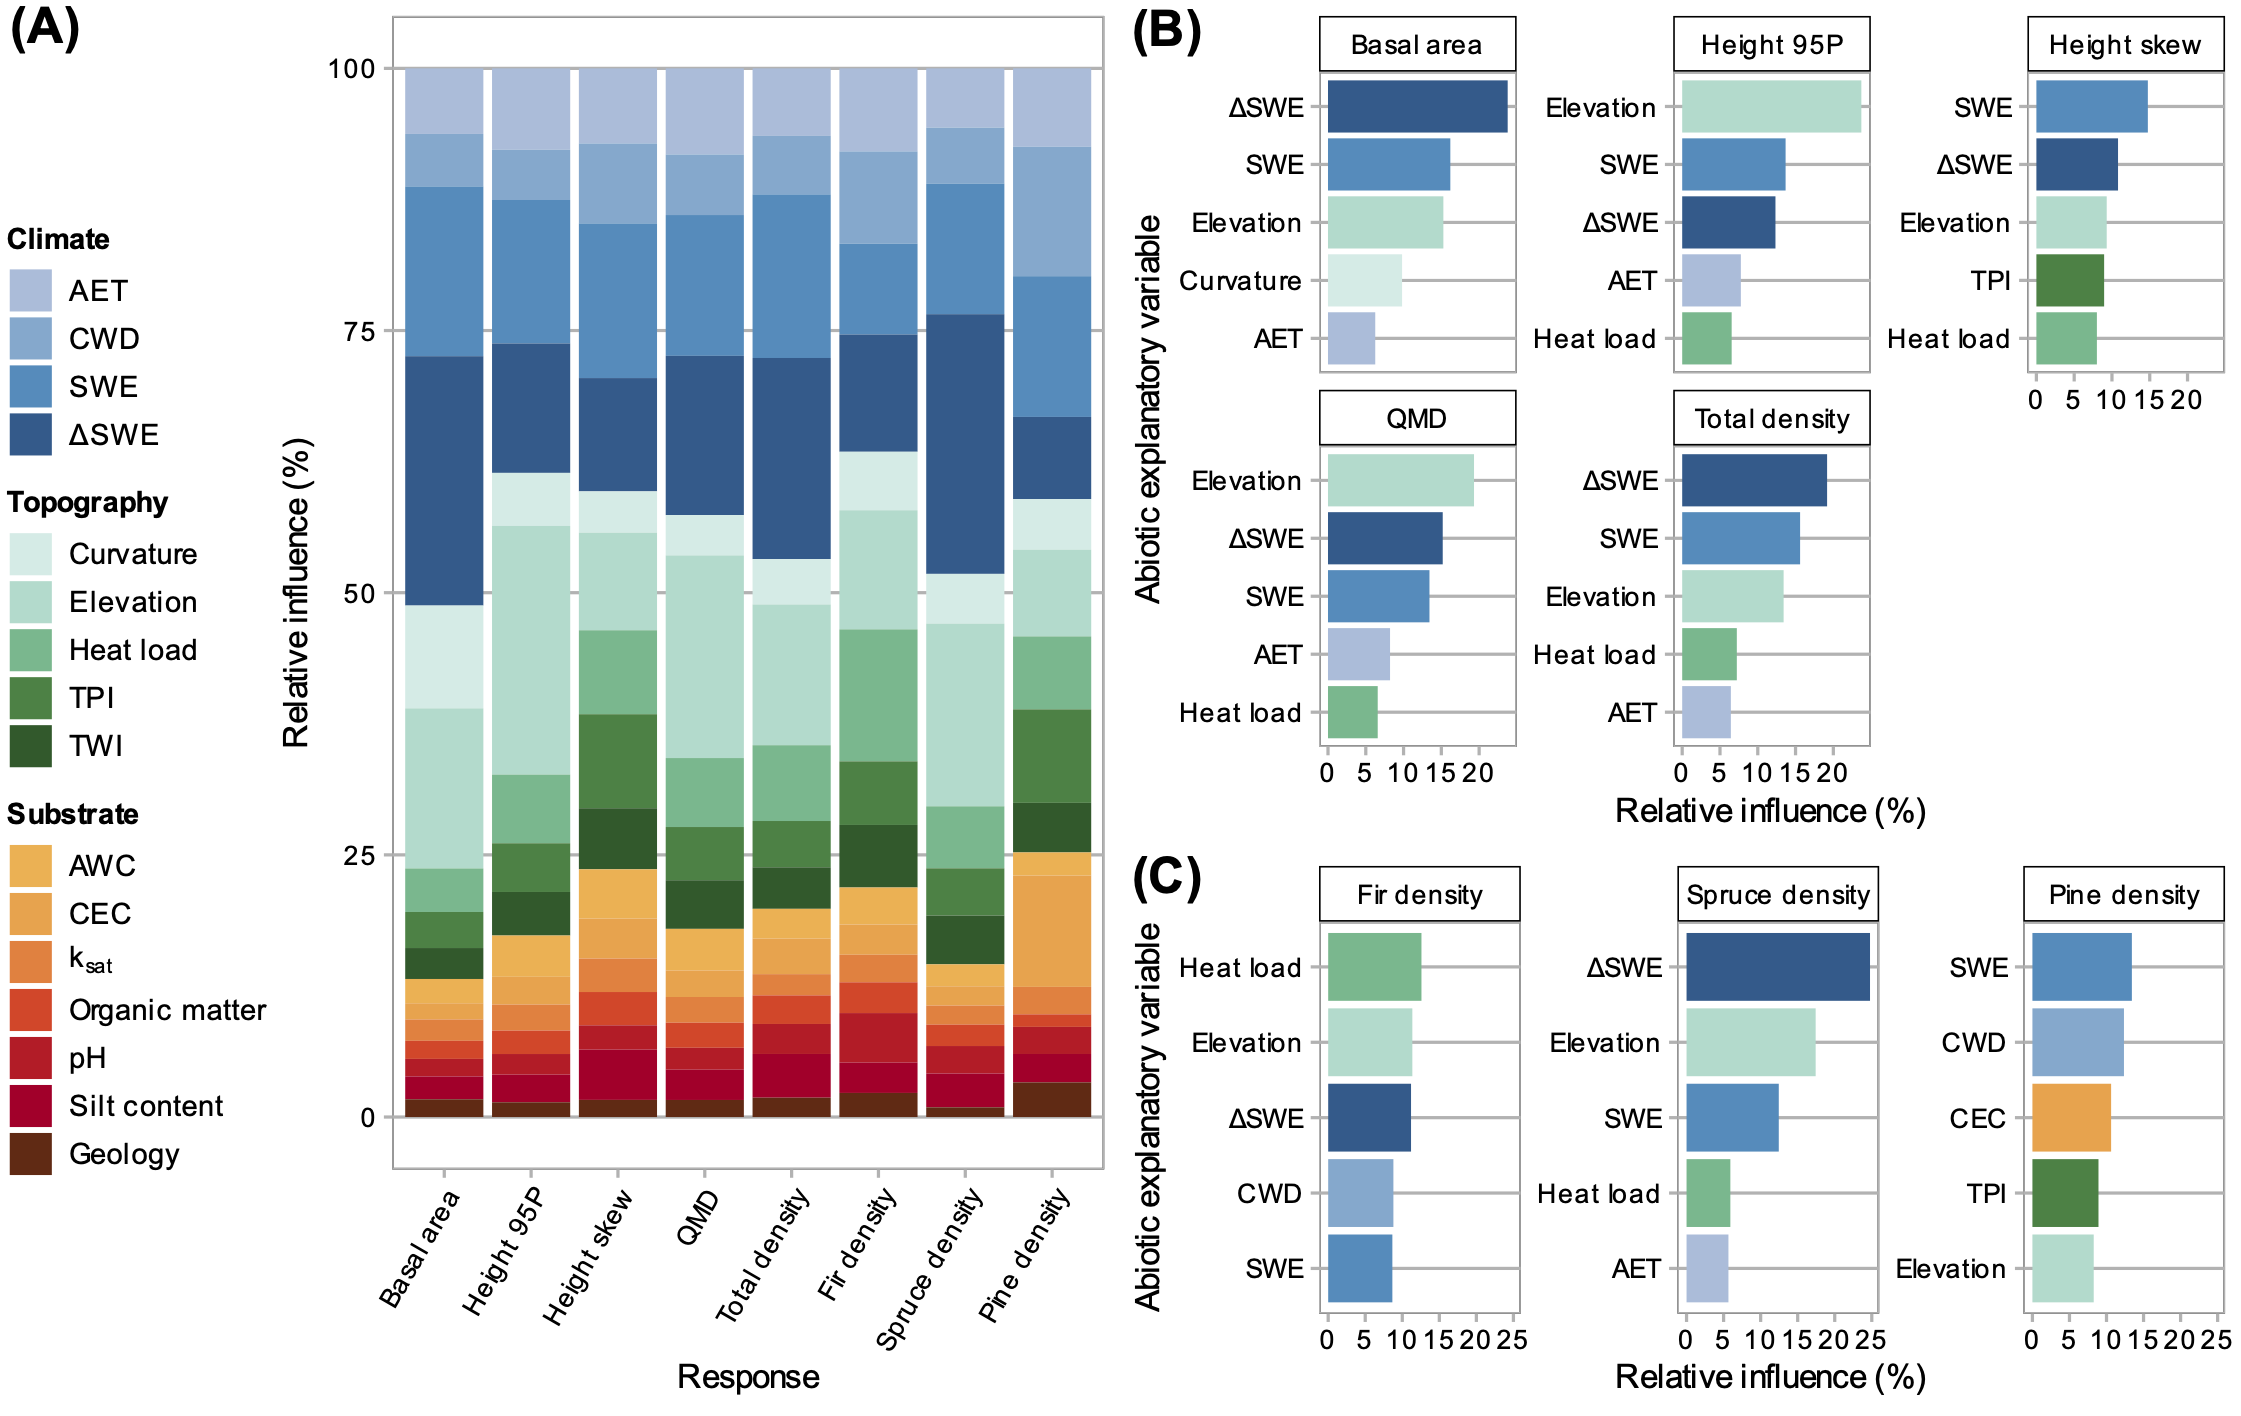 (A)
Climate
AET
CWD
SWE
ΔSWE
Topography
Curvature
Elevation
Heat load
TPI
TWI
Substrate
AWC
CEC
ksat
Organic matter
pH
Silt content
Geology
Relative influence (%)
100
75
50
25
0
Basal area
Height 95P
Height skew
QMD
Total density
Fir density
Spruce density
Pine density
Response
(B)
Abiotic explanatory variable
Basal area
ΔSWE
SWE
Elevation
Curvature
AET
Height 95P
Elevation
SWE
ΔSWE
AET
Heat load
Height skew
SWE
ΔSWE
Elevation
TPI
Heat load
0 5 10 15 20
QMD
Elevation
ΔSWE
SWE
AET
Heat load
0 5 10 15 20
Total density
ΔSWE
SWE
Elevation
Heat load
AET
0 5 10 15 20
Relative influence (%)
(C)
Abiotic explanatory variable
Fir density
Heat load
Elevation
ΔSWE
CWD
SWE
0 5 10 15 20 25
Spruce density
ΔSWE
Elevation
SWE
Heat load
AET
0 5 10 15 20 25
Pine density
SWE
CWD
CEC
TPI
Elevation
0 5 10 15 20 25
Relative influence (%)